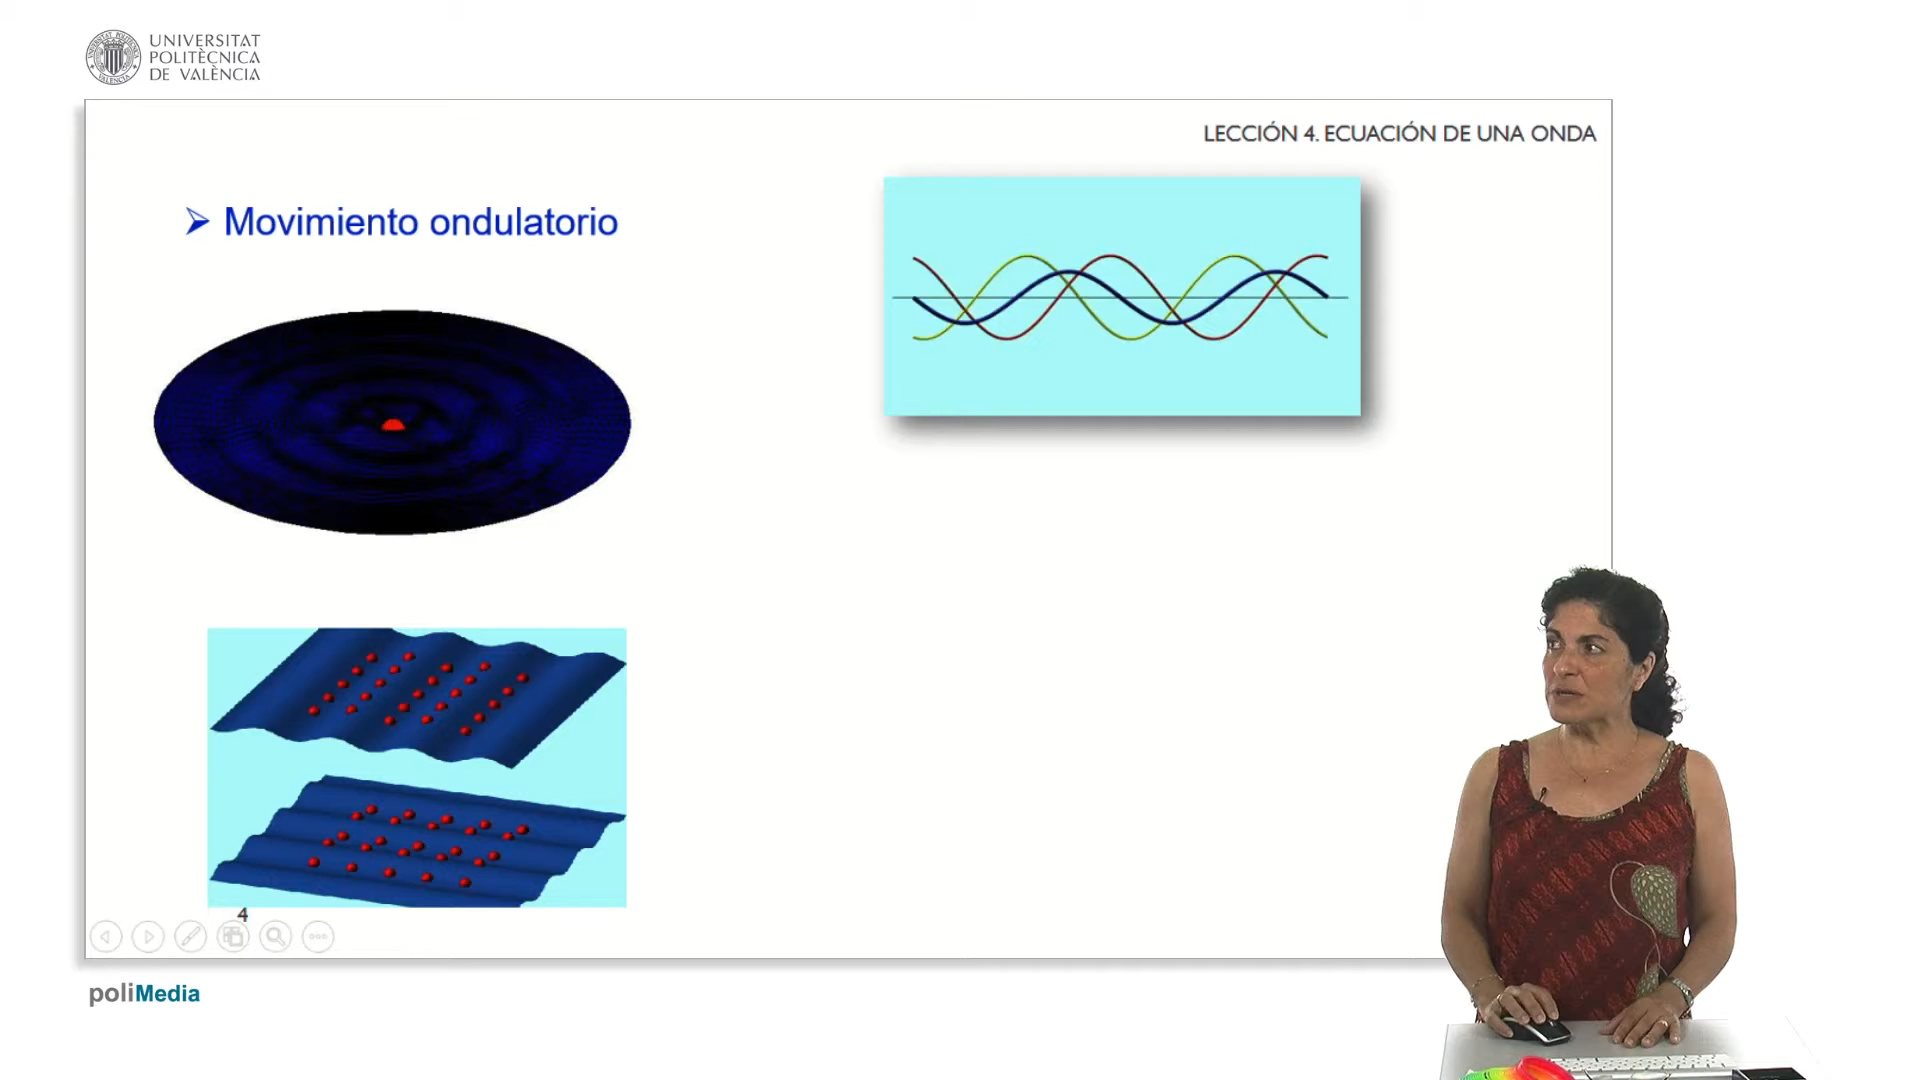 UNIVERSITAT
POLITÈCNICA
DE VALÈNCIA
LECCIÓN 4. ECUACIÓN DE UNA ONDA
Movimiento ondulatorio
4
poliMedia